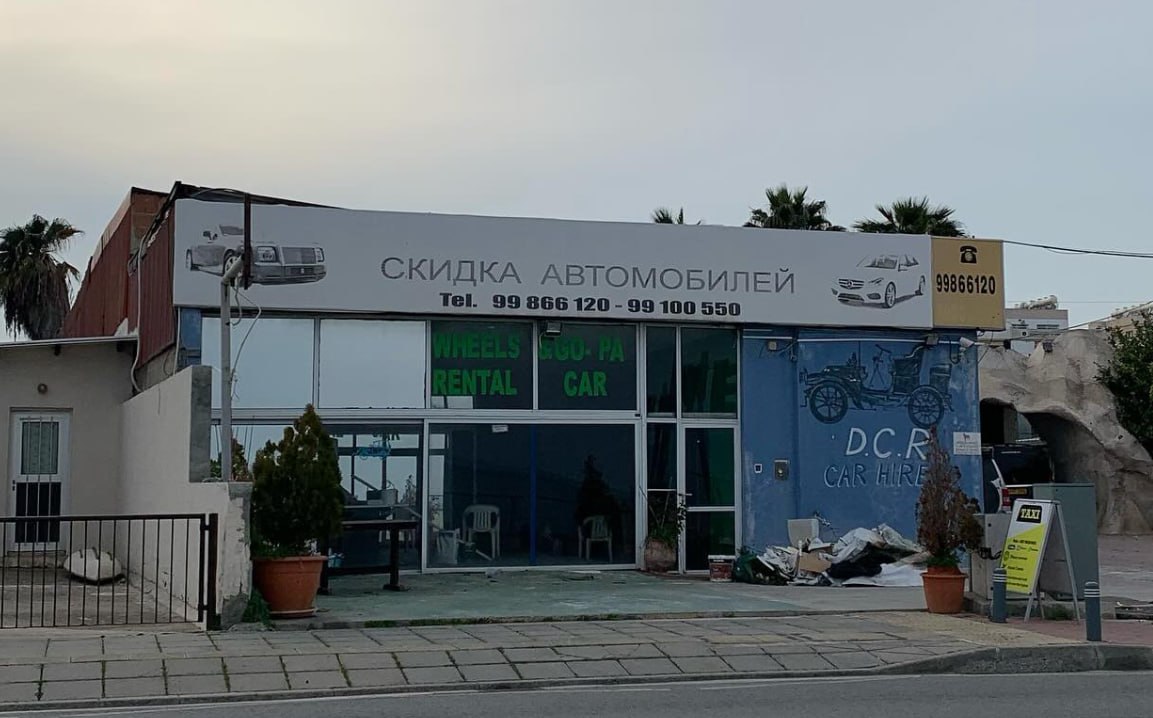 СКИДКА АВТОМОБИЛЕЙ
Tel. 99 866 120 - 99 100 550
99866120
WHEELS &GO- PA
RENTAL CAR
D.C.R
CAR HIRE
TAXI